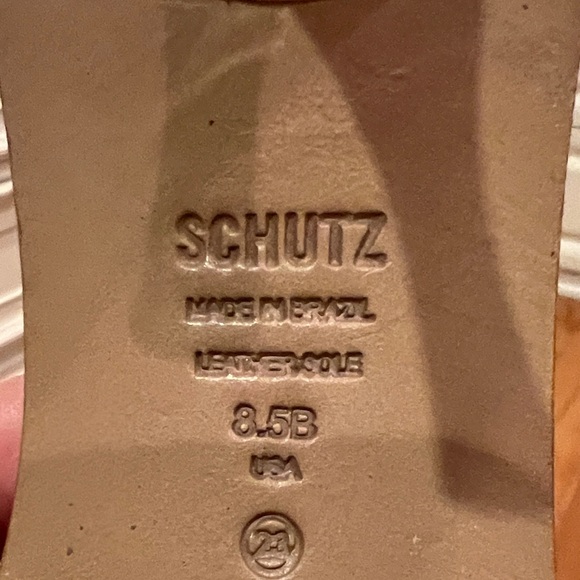 SCHUTZ
MADE IN BRAZIL
LEATHER SOLE
8.5B
USA